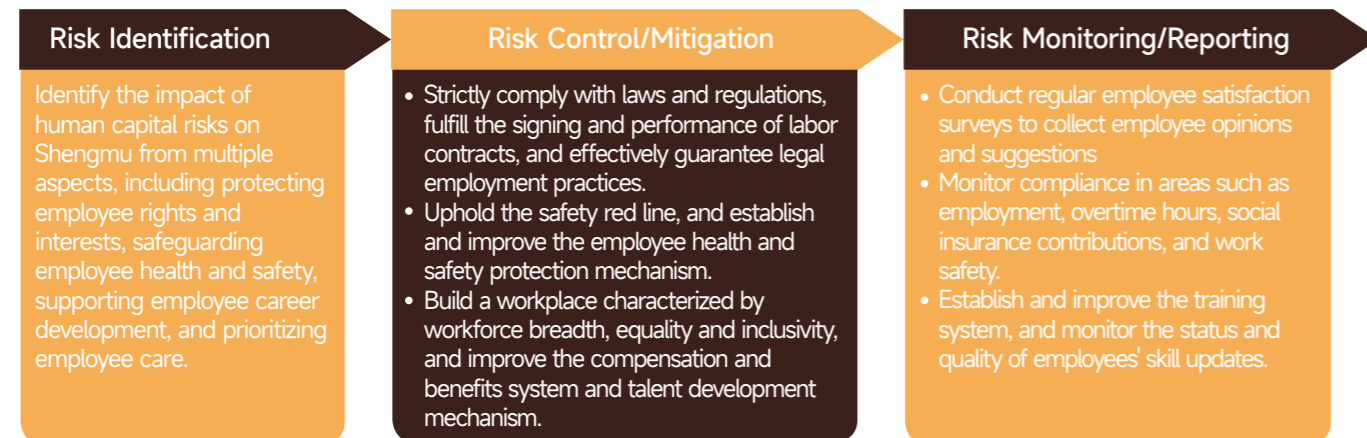 Risk Identification
Identify the impact of
human capital risks on
Shengmu from multiple
aspects, including protecting
employee rights and
interests, safeguarding
employee health and safety,
supporting employee career
development, and prioritizing
employee care.
Risk Control/Mitigation
• Strictly comply with laws and regulations,
fulfill the signing and performance of labor
contracts, and effectively guarantee legal
employment practices.
• Uphold the safety red line, and establish
and improve the employee health and
safety protection mechanism.
• Build a workplace characterized by
workforce breadth, equality and inclusivity,
and improve the compensation and
benefits system and talent development
mechanism.
Risk Monitoring/Reporting
• Conduct regular employee satisfaction
surveys to collect employee opinions
and suggestions
• Monitor compliance in areas such as
employment, overtime hours, social
insurance contributions, and work
safety.
• Establish and improve the training
system, and monitor the status and
quality of employees' skill updates.